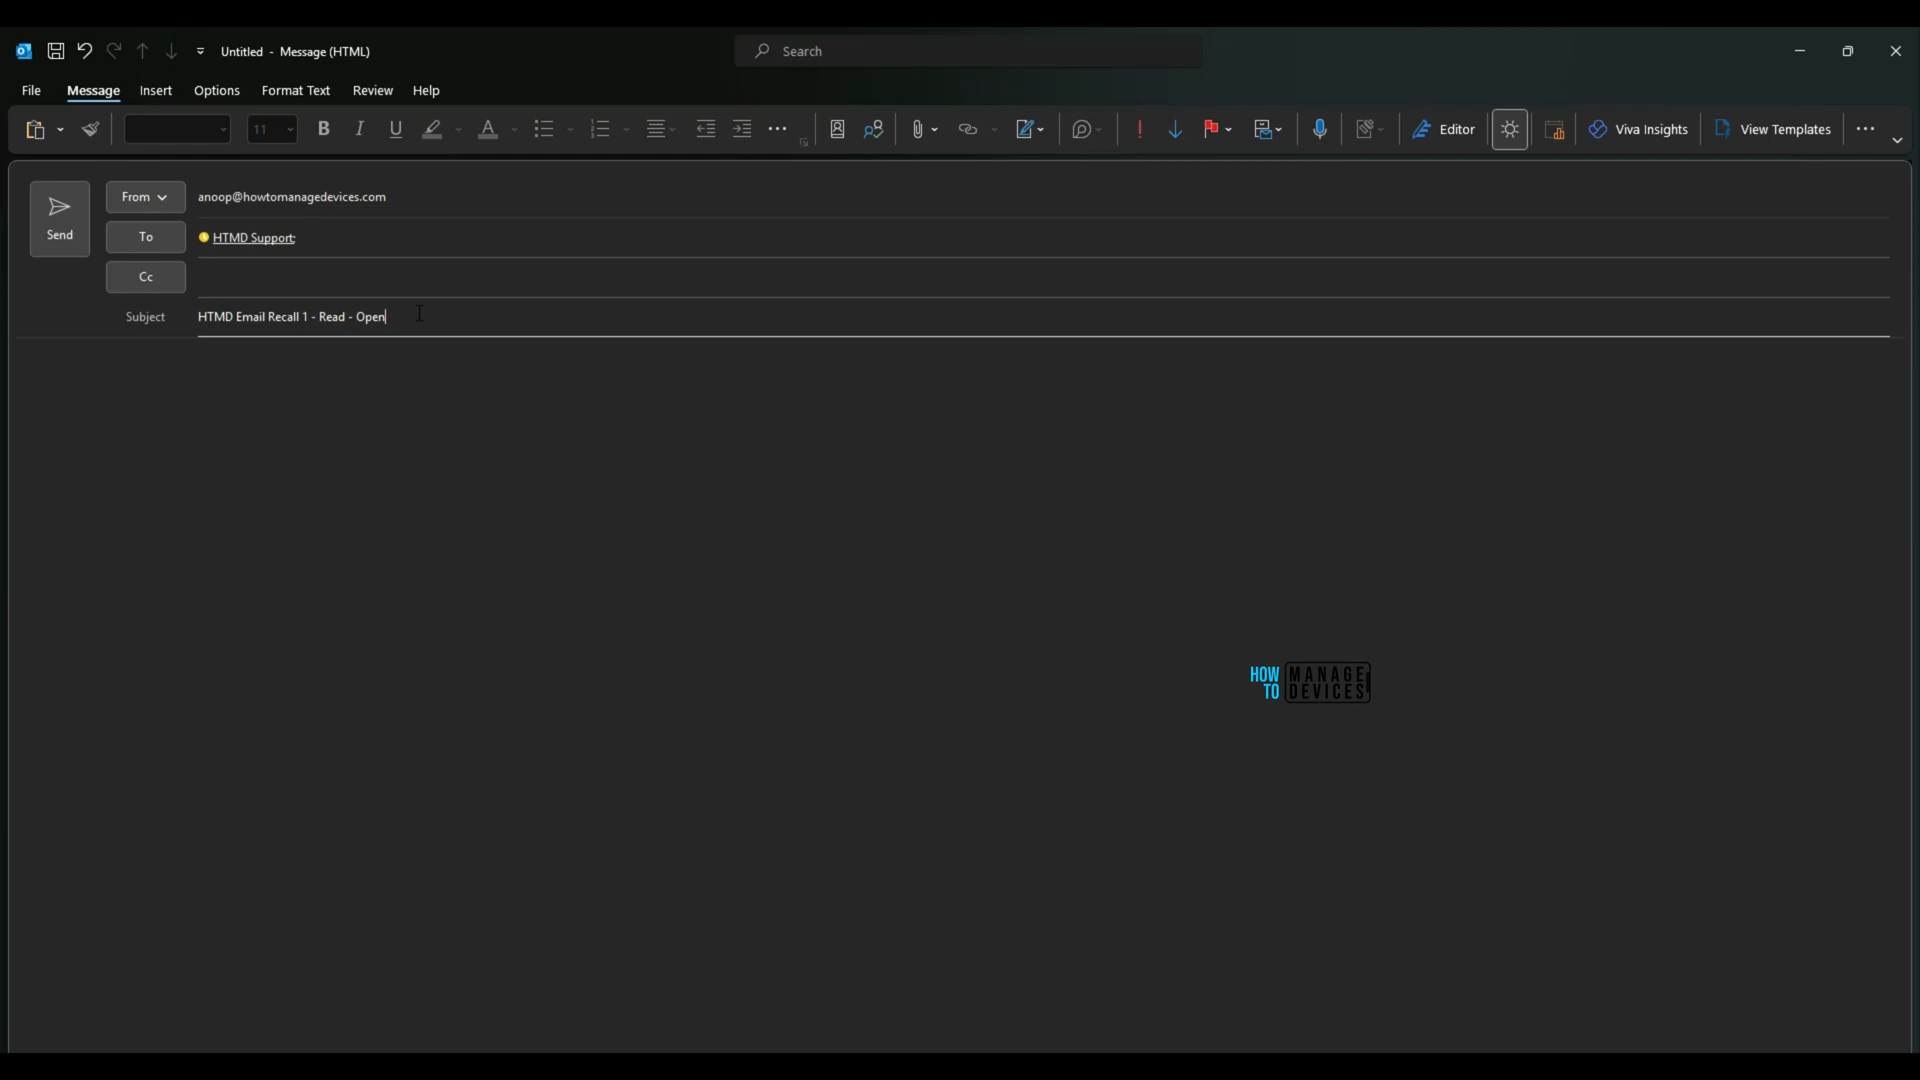 Untitled - Message (HTML)
Search
File Message Insert Options Format Text Review Help
11 B I U A Editor Viva Insights View Templates
Send
From
anoop@howtomanagedevices.com
To
HTMD Support;
Cc
Subject
HTMD Email Recall 1 - Read - Open
HOW TO
MANAGE DEVICES